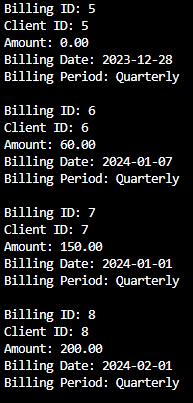 Billing ID: 5
Client ID: 5
Amount: 0.00
Billing Date: 2023-12-28
Billing Period: Quarterly

Billing ID: 6
Client ID: 6
Amount: 60.00
Billing Date: 2024-01-07
Billing Period: Quarterly

Billing ID: 7
Client ID: 7
Amount: 150.00
Billing Date: 2024-01-01
Billing Period: Quarterly

Billing ID: 8
Client ID: 8
Amount: 200.00
Billing Date: 2024-02-01
Billing Period: Quarterly